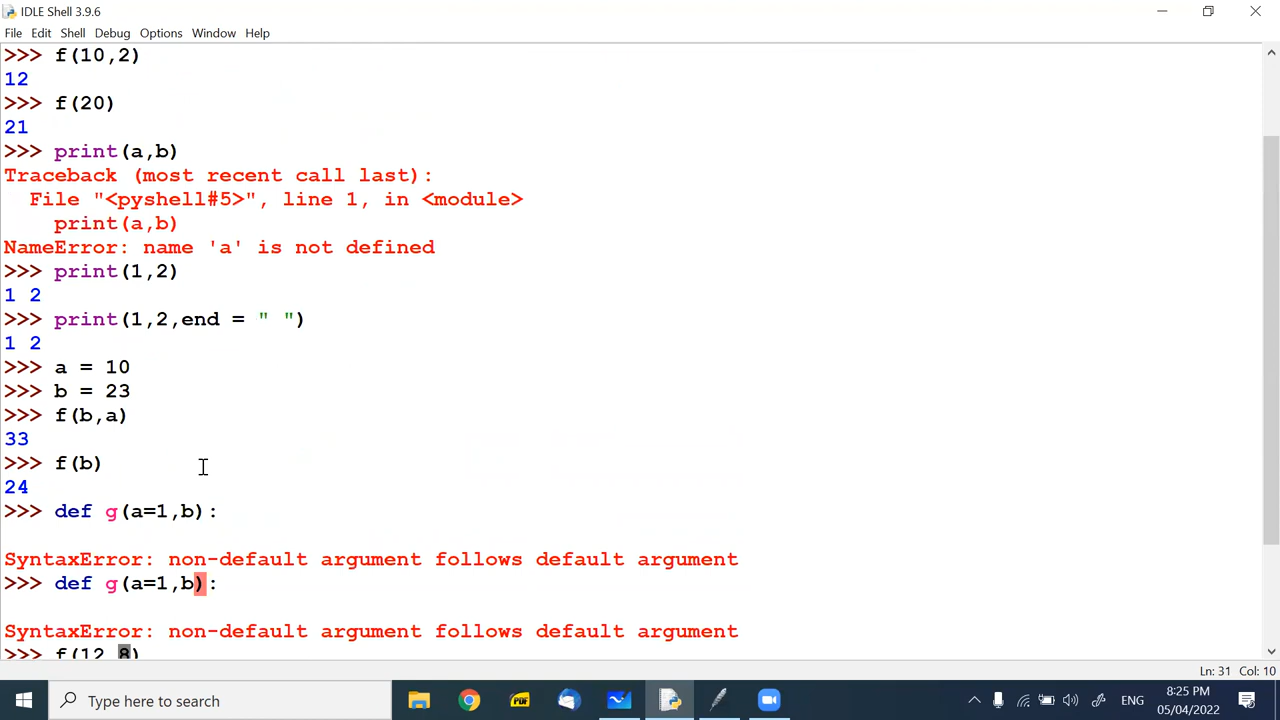 IDLE Shell 3.9.6
File Edit Shell Debug Options Window Help
>>> f(10,2)
12
>>> f(20)
21
>>> print(a,b)
Traceback (most recent call last):
  File "<pyshell#5>", line 1, in <module>
    print(a,b)
NameError: name 'a' is not defined
>>> print(1,2)
1 2
>>> print(1,2,end = " ")
1 2
>>> a = 10
>>> b = 23
>>> f(b,a)
33
>>> f(b)
24
>>> def g(a=1,b):
SyntaxError: non-default argument follows default argument
>>> def g(a=1,b):
SyntaxError: non-default argument follows default argument
>>> f(12 8)
Ln: 31 Col: 10
Type here to search
PDF
ENG
8:25 PM
05/04/2022